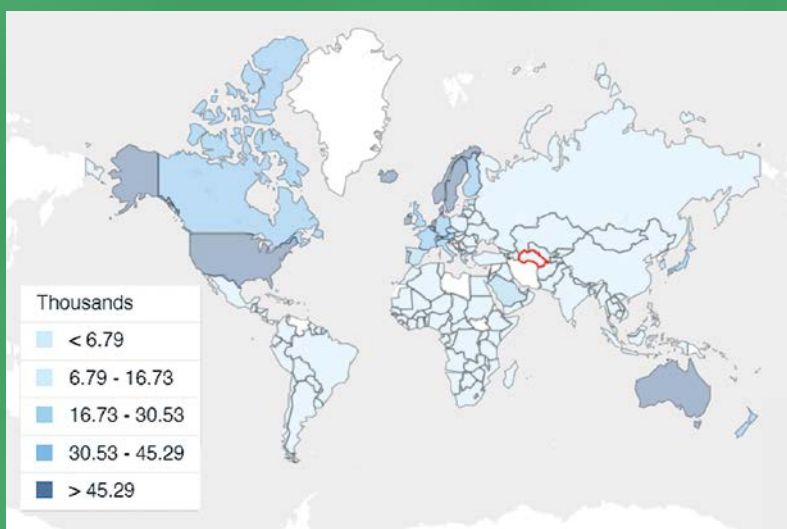 Thousands
< 6.79
6.79 - 16.73
16.73 - 30.53
30.53 - 45.29
> 45.29